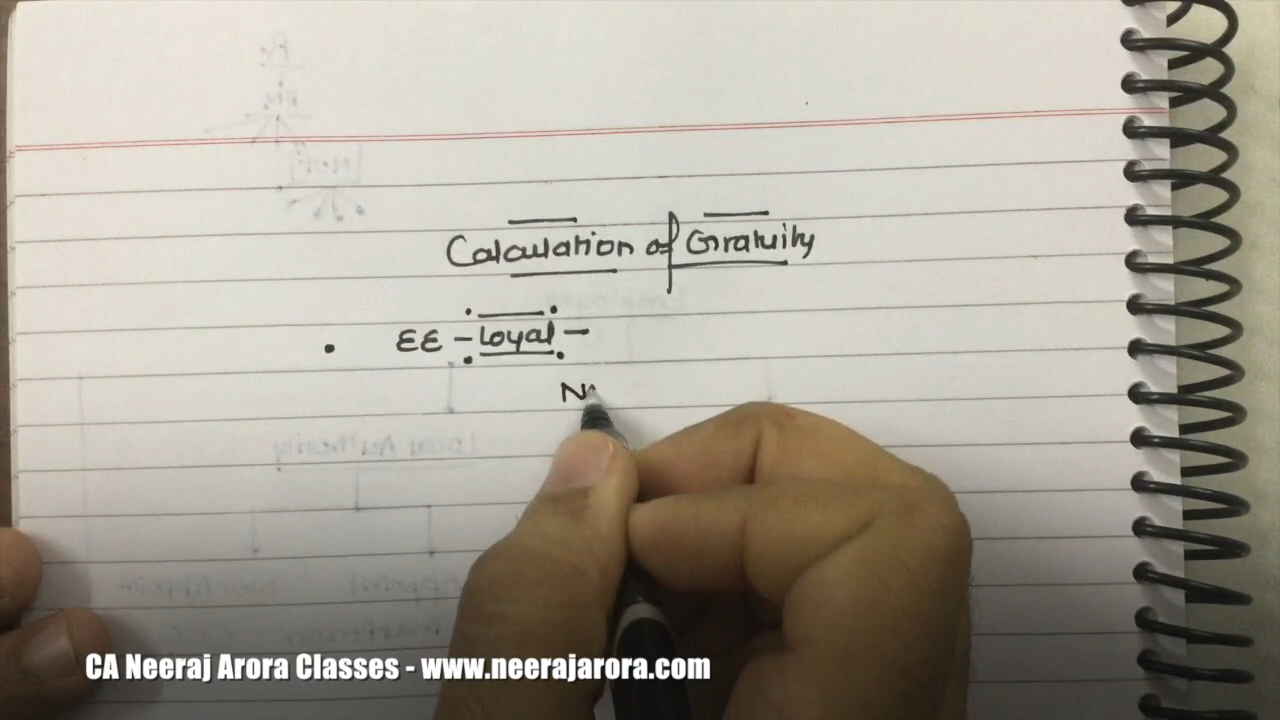 Calculation of Gratuity
• EE - Loyal -
N
CA Neeraj Arora Classes - www.neerajarora.com